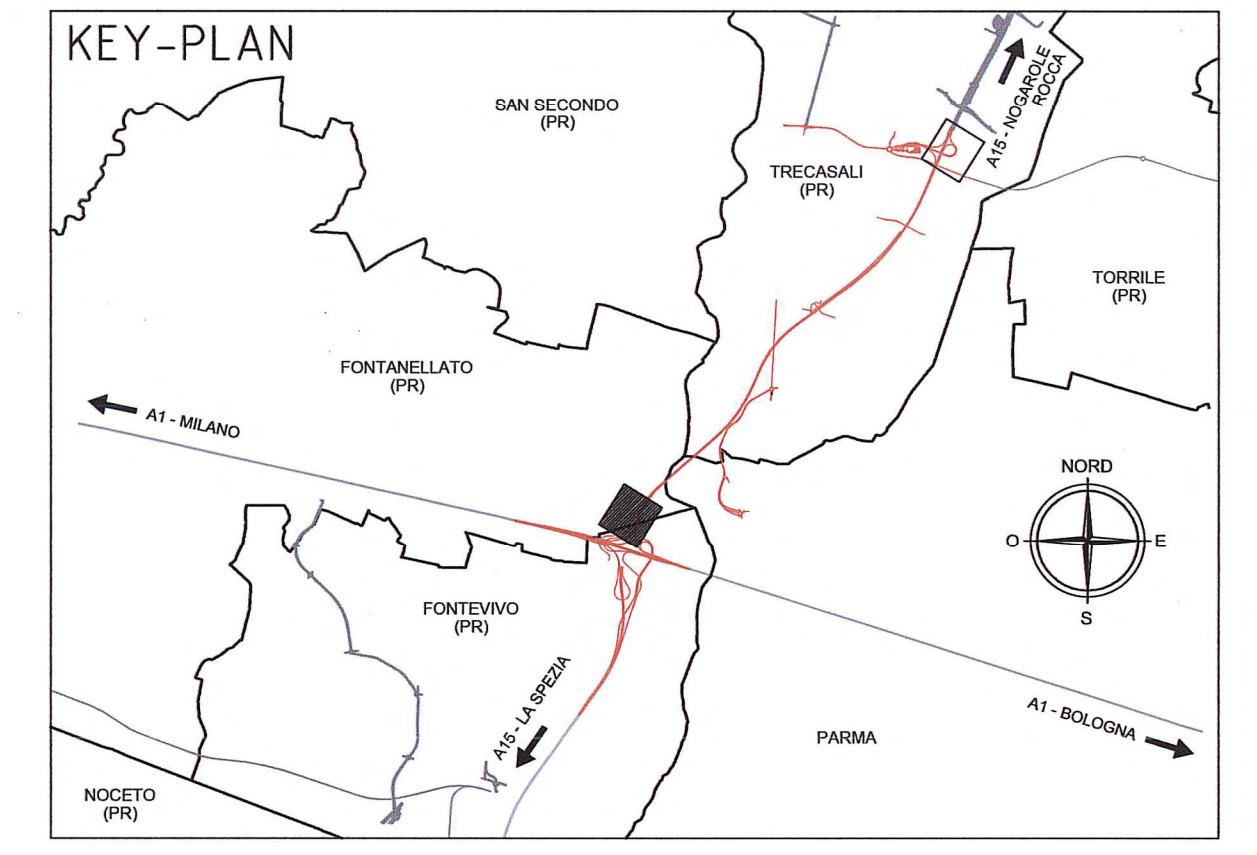 KEY-PLAN
SAN SECONDO
(PR)
A15 - NOGAROLE
ROCCA
TRECASALI
(PR)
TORRILE
(PR)
FONTANELLATO
(PR)
A1 - MILANO
NORD
O
E
S
FONTEVIVO
(PR)
A15 - LA SPEZIA
A1 - BOLOGNA
PARMA
NOCETO
(PR)